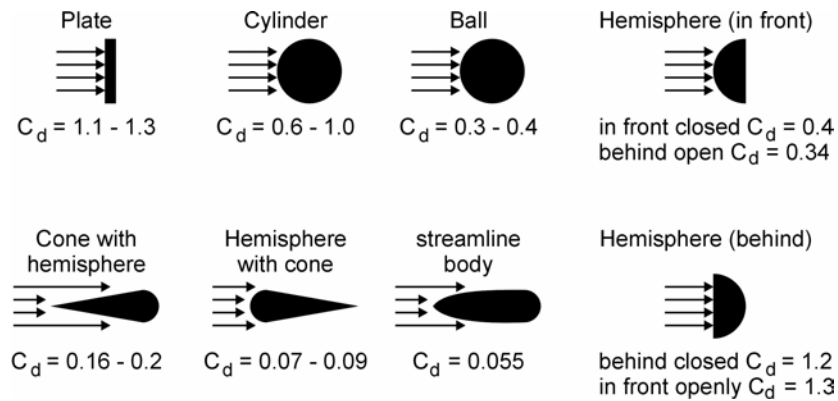 Plate
C d = 1.1 - 1.3
Cylinder
C d = 0.6 - 1.0
Ball
C d = 0.3 - 0.4
Hemisphere (in front)
in front closed C d = 0.4
behind open C d = 0.34
Cone with
hemisphere
C d = 0.16 - 0.2
Hemisphere
with cone
C d = 0.07 - 0.09
streamline
body
C d = 0.055
Hemisphere (behind)
behind closed C d = 1.2
in front openly C d = 1.3